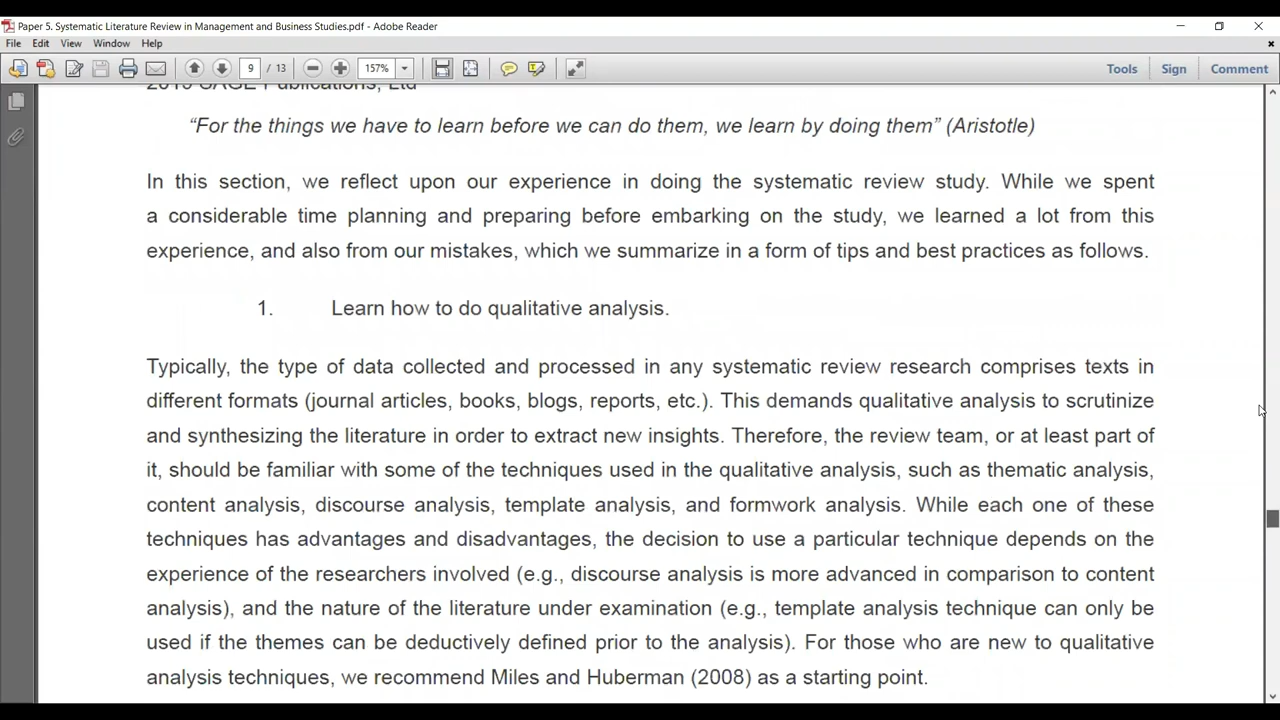 Paper 5. Systematic Literature Review in Management and Business Studies.pdf - Adobe Reader
File Edit View Window Help
9 / 13 157% Tools Sign Comment
2019 SAGE Publications, Ltd
“For the things we have to learn before we can do them, we learn by doing them” (Aristotle)
In this section, we reflect upon our experience in doing the systematic review study. While we spent
a considerable time planning and preparing before embarking on the study, we learned a lot from this
experience, and also from our mistakes, which we summarize in a form of tips and best practices as follows.
1. Learn how to do qualitative analysis.
Typically, the type of data collected and processed in any systematic review research comprises texts in
different formats (journal articles, books, blogs, reports, etc.). This demands qualitative analysis to scrutinize
and synthesizing the literature in order to extract new insights. Therefore, the review team, or at least part of
it, should be familiar with some of the techniques used in the qualitative analysis, such as thematic analysis,
content analysis, discourse analysis, template analysis, and formwork analysis. While each one of these
techniques has advantages and disadvantages, the decision to use a particular technique depends on the
experience of the researchers involved (e.g., discourse analysis is more advanced in comparison to content
analysis), and the nature of the literature under examination (e.g., template analysis technique can only be
used if the themes can be deductively defined prior to the analysis). For those who are new to qualitative
analysis techniques, we recommend Miles and Huberman (2008) as a starting point.